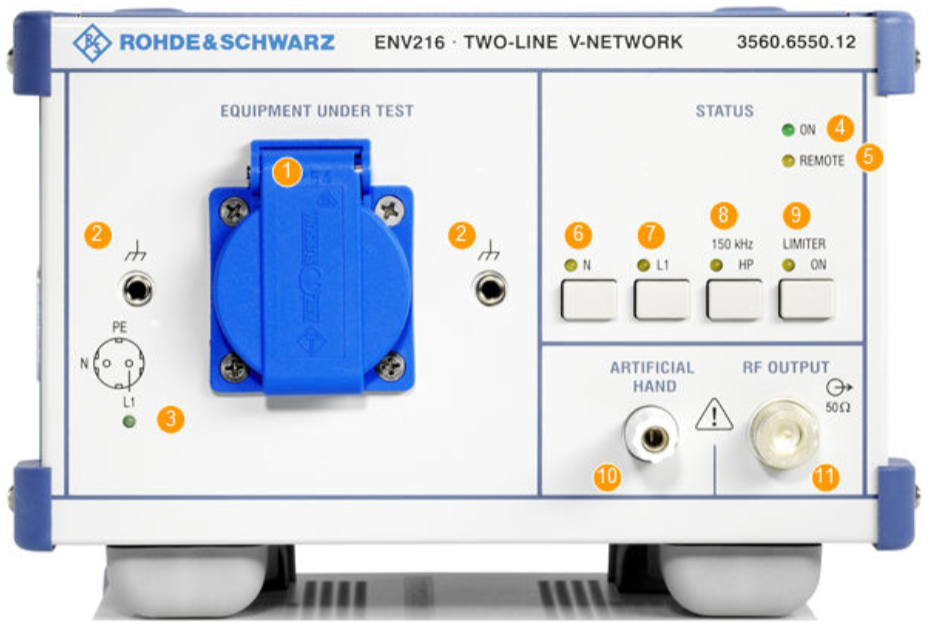 ROHDE&SCHWARZ ENV216 · TWO-LINE V-NETWORK 3560.6550.12
EQUIPMENT UNDER TEST
1
2
2
PE
N
L1
3
STATUS
ON 4
REMOTE 5
6
7
8
9
150 kHz
LIMITER
N
L1
HP
ON
ARTIFICIAL
HAND
10
RF OUTPUT
50Ω
11